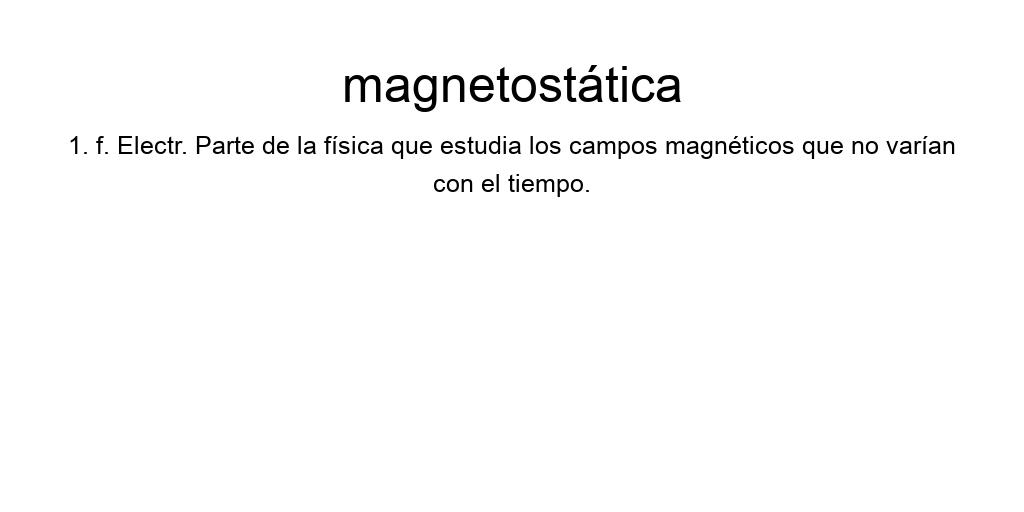 magnetostática
1. f. Electr. Parte de la física que estudia los campos magnéticos que no varían
con el tiempo.